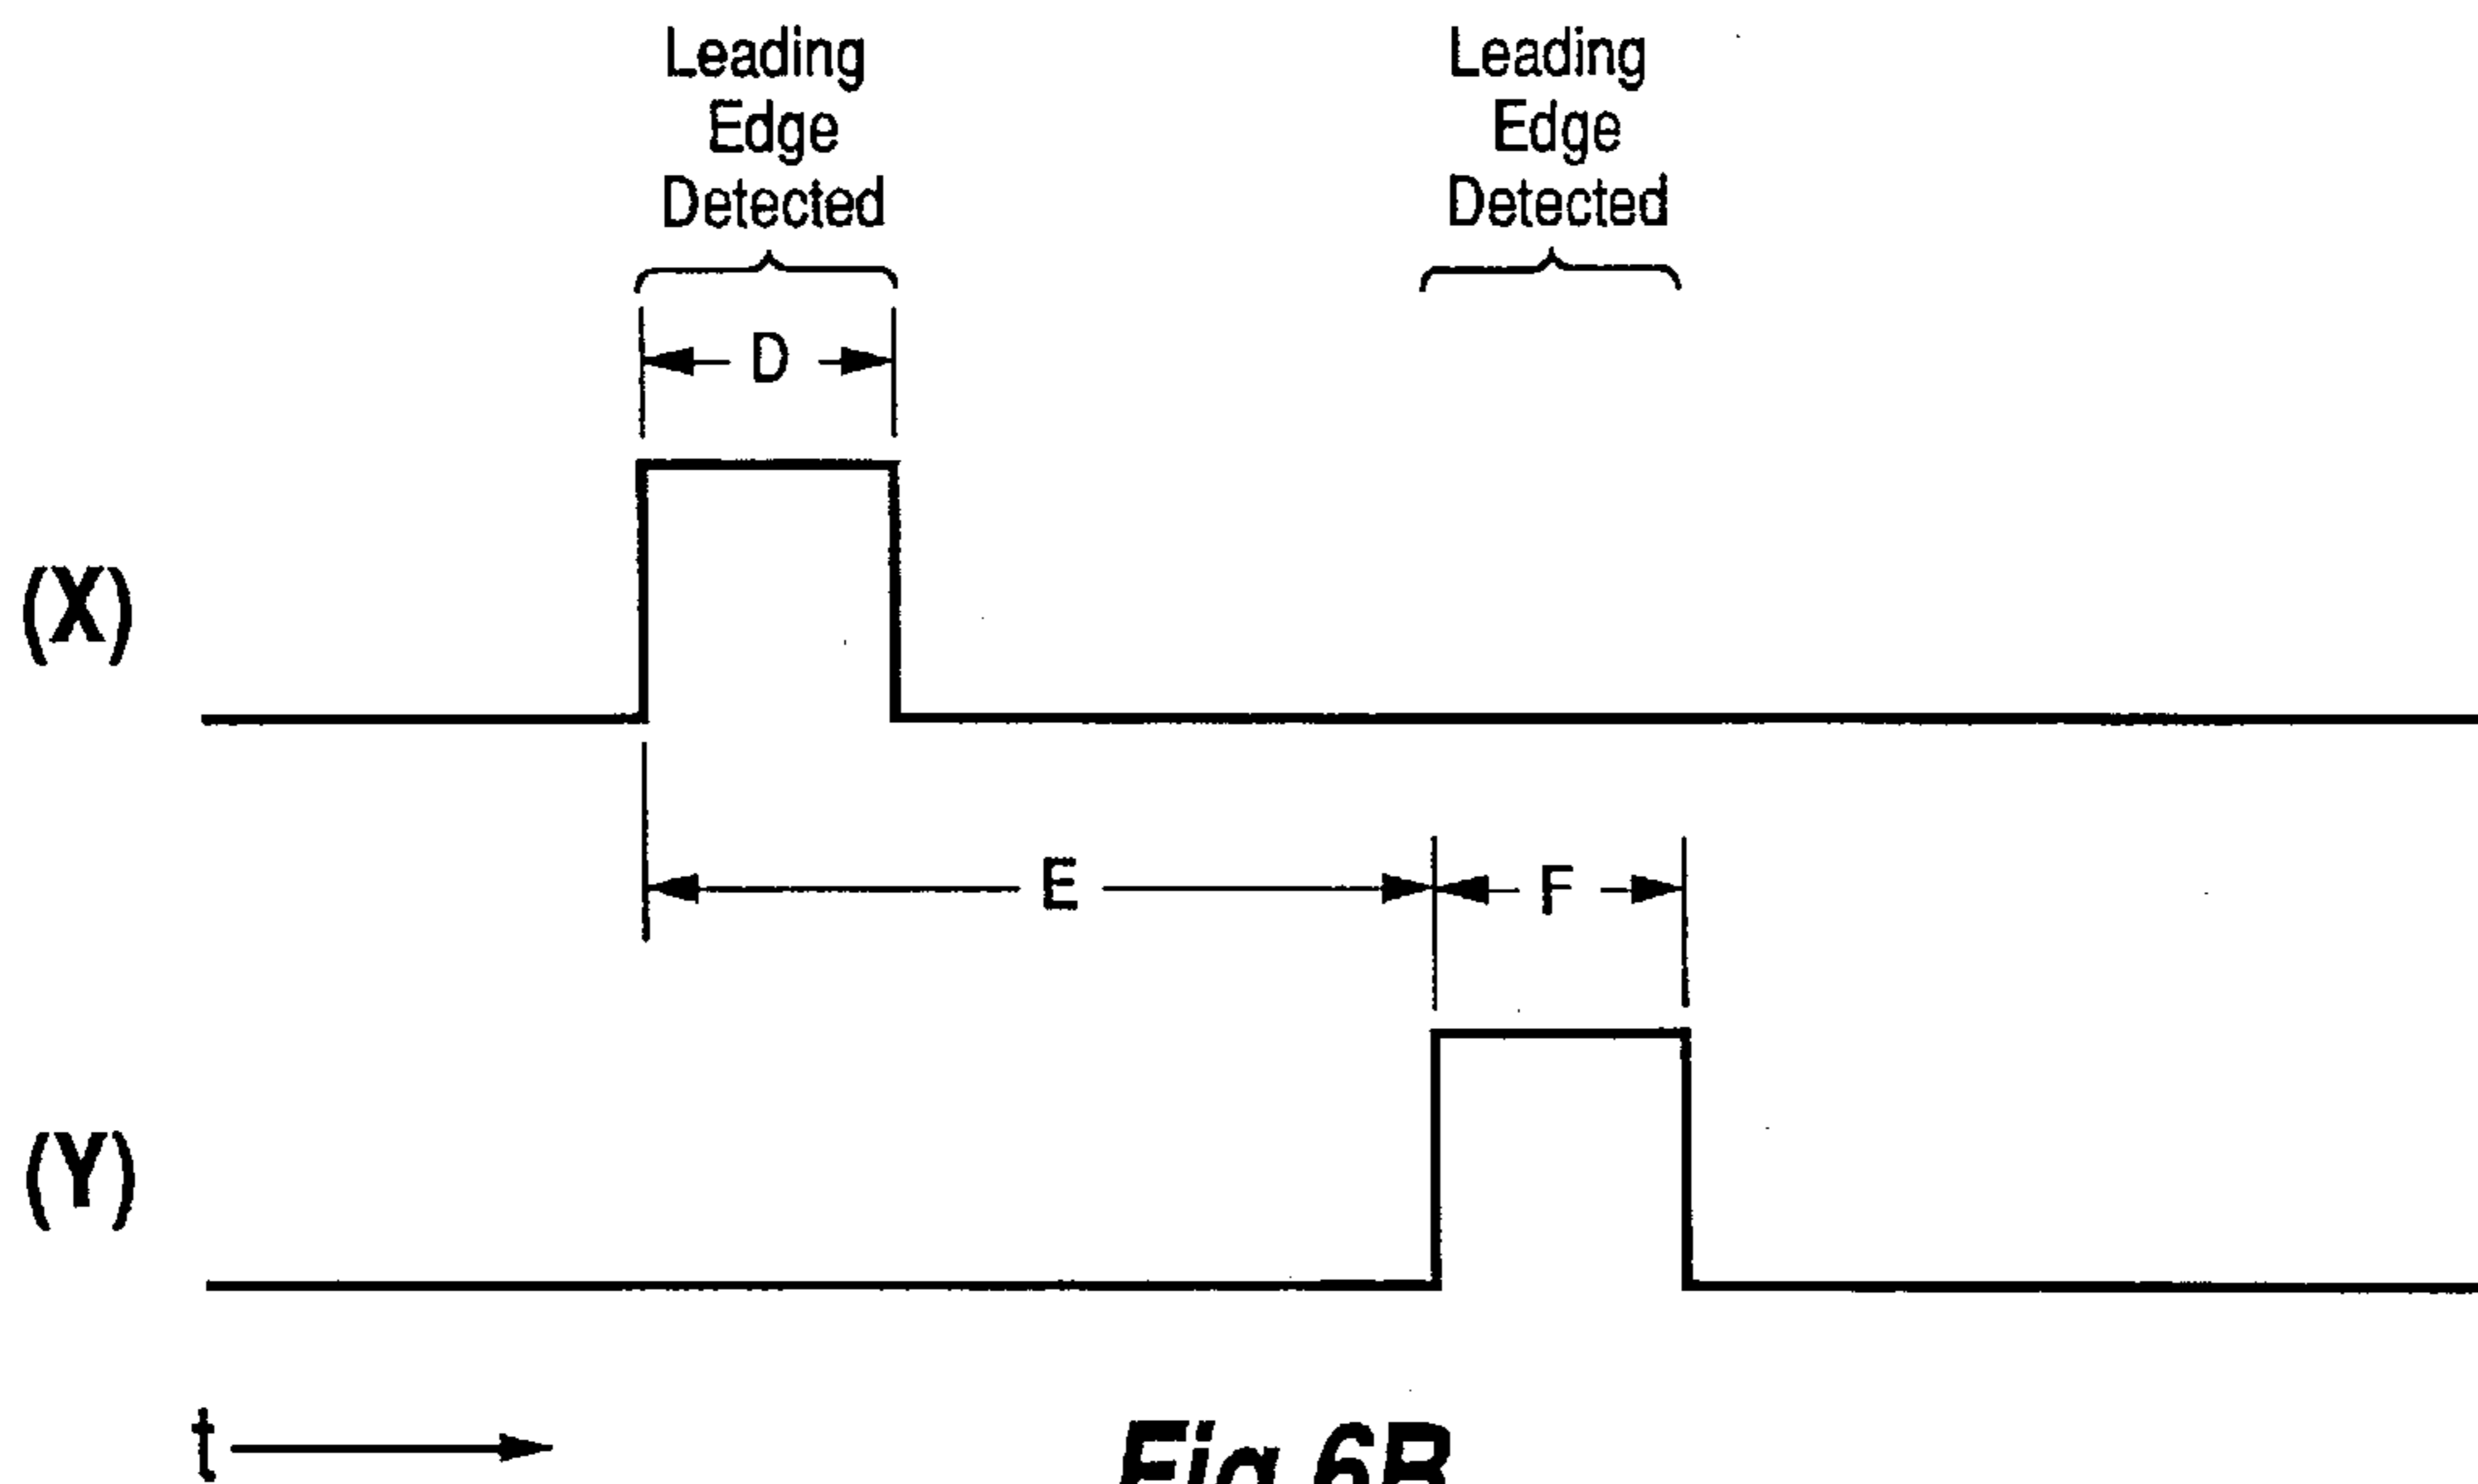 Leading
Edge
Detected
Leading
Edge
Detected
D
(X)
E
F
(Y)
t
Fig 6B